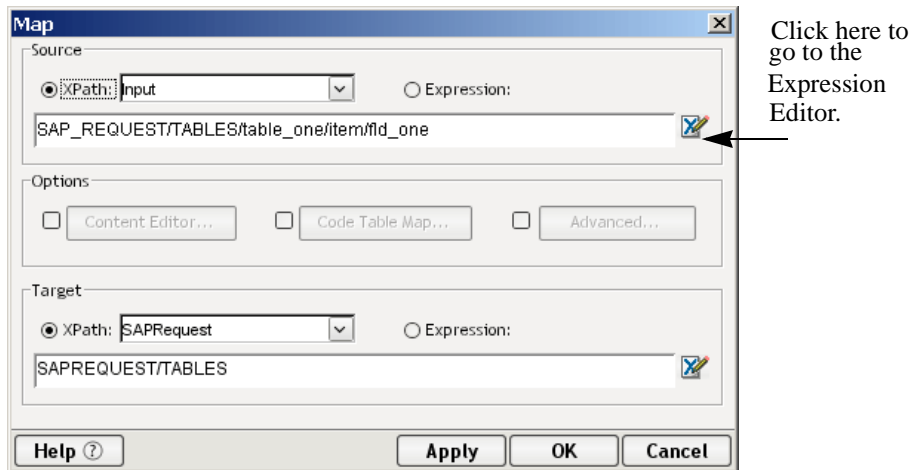 Map
Source
XPath: Input
Expression:
SAP_REQUEST/TABLES/table_one/item/fld_one
Click here to
go to the
Expression
Editor.
Options
Content Editor...
Code Table Map...
Advanced...
Target
XPath: SAPRequest
Expression:
SAPREQUEST/TABLES
Help ?
Apply
OK
Cancel